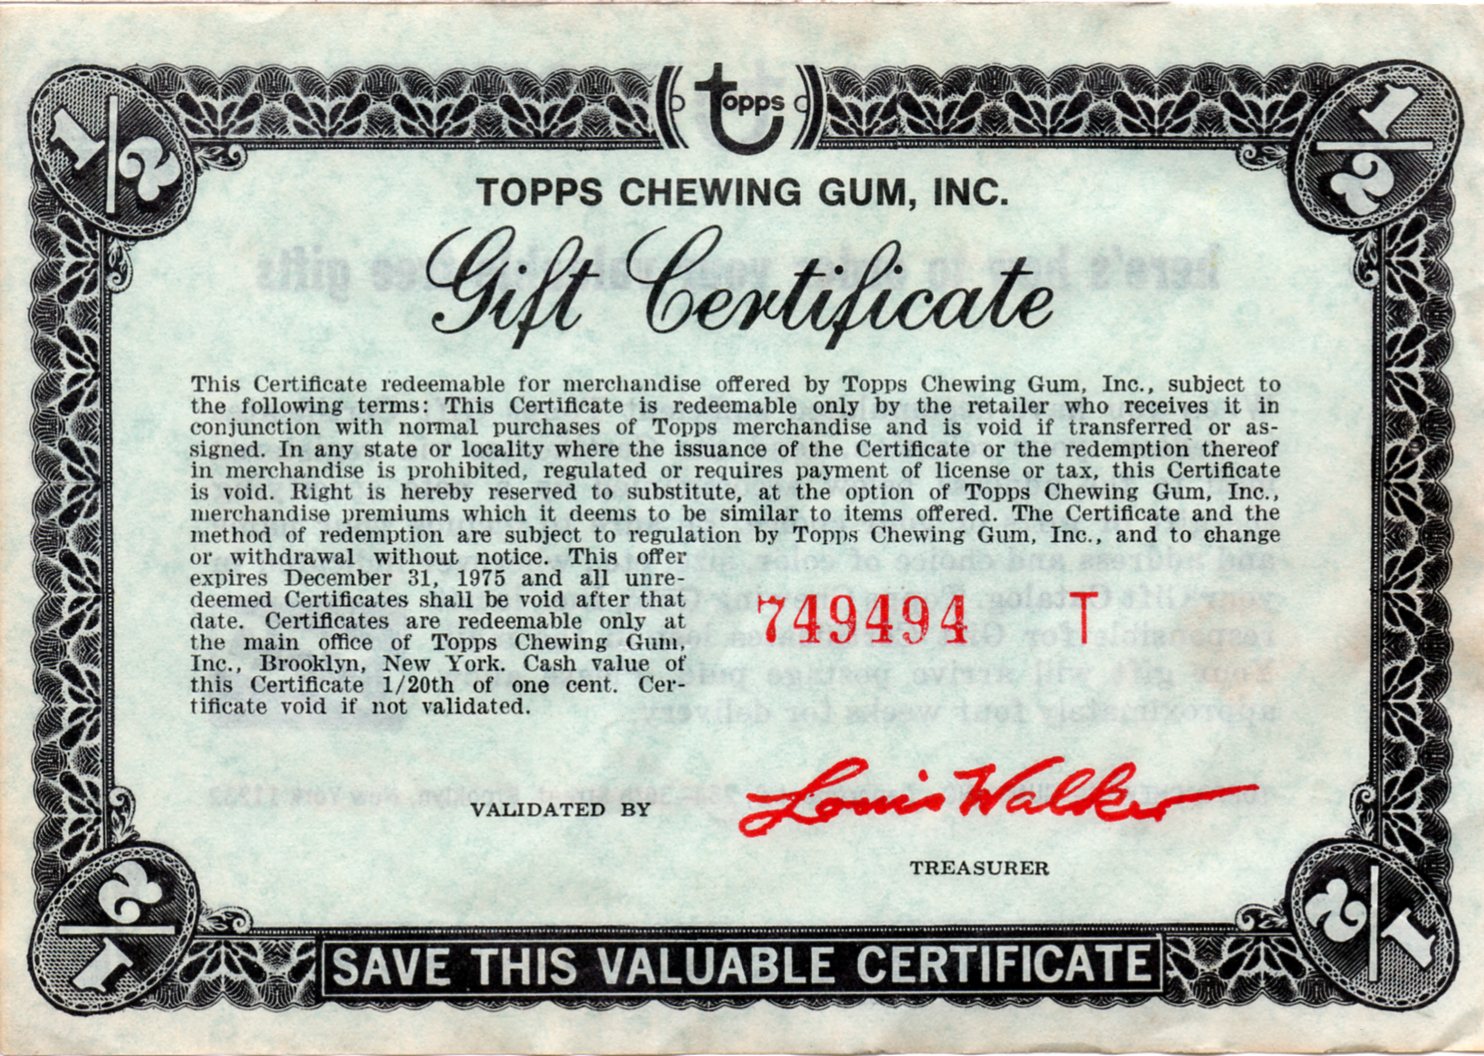 1/2
topps
1/2
TOPPS CHEWING GUM, INC.
Gift Certificate
This Certificate redeemable for merchandise offered by Topps Chewing Gum, Inc., subject to
the following terms: This Certificate is redeemable only by the retailer who receives it in
conjunction with normal purchases of Topps merchandise and is void if transferred or as-
signed. In any state or locality where the issuance of the Certificate or the redemption thereof
in merchandise is prohibited, regulated or requires payment of license or tax, this Certificate
is void. Right is hereby reserved to substitute, at the option of Topps Chewing Gum, Inc.,
merchandise premiums which it deems to be similar to items offered. The Certificate and the
method of redemption are subject to regulation by Topps Chewing Gum, Inc., and to change
or withdrawal without notice. This offer
expires December 31, 1975 and all unre-
deemed Certificates shall be void after that
date. Certificates are redeemable only at
the main office of Topps Chewing Gum,
Inc., Brooklyn, New York. Cash value of
this Certificate 1/20th of one cent. Cer-
tificate void if not validated.
749494 T
VALIDATED BY Louis Walker
TREASURER
1/2
SAVE THIS VALUABLE CERTIFICATE
1/2